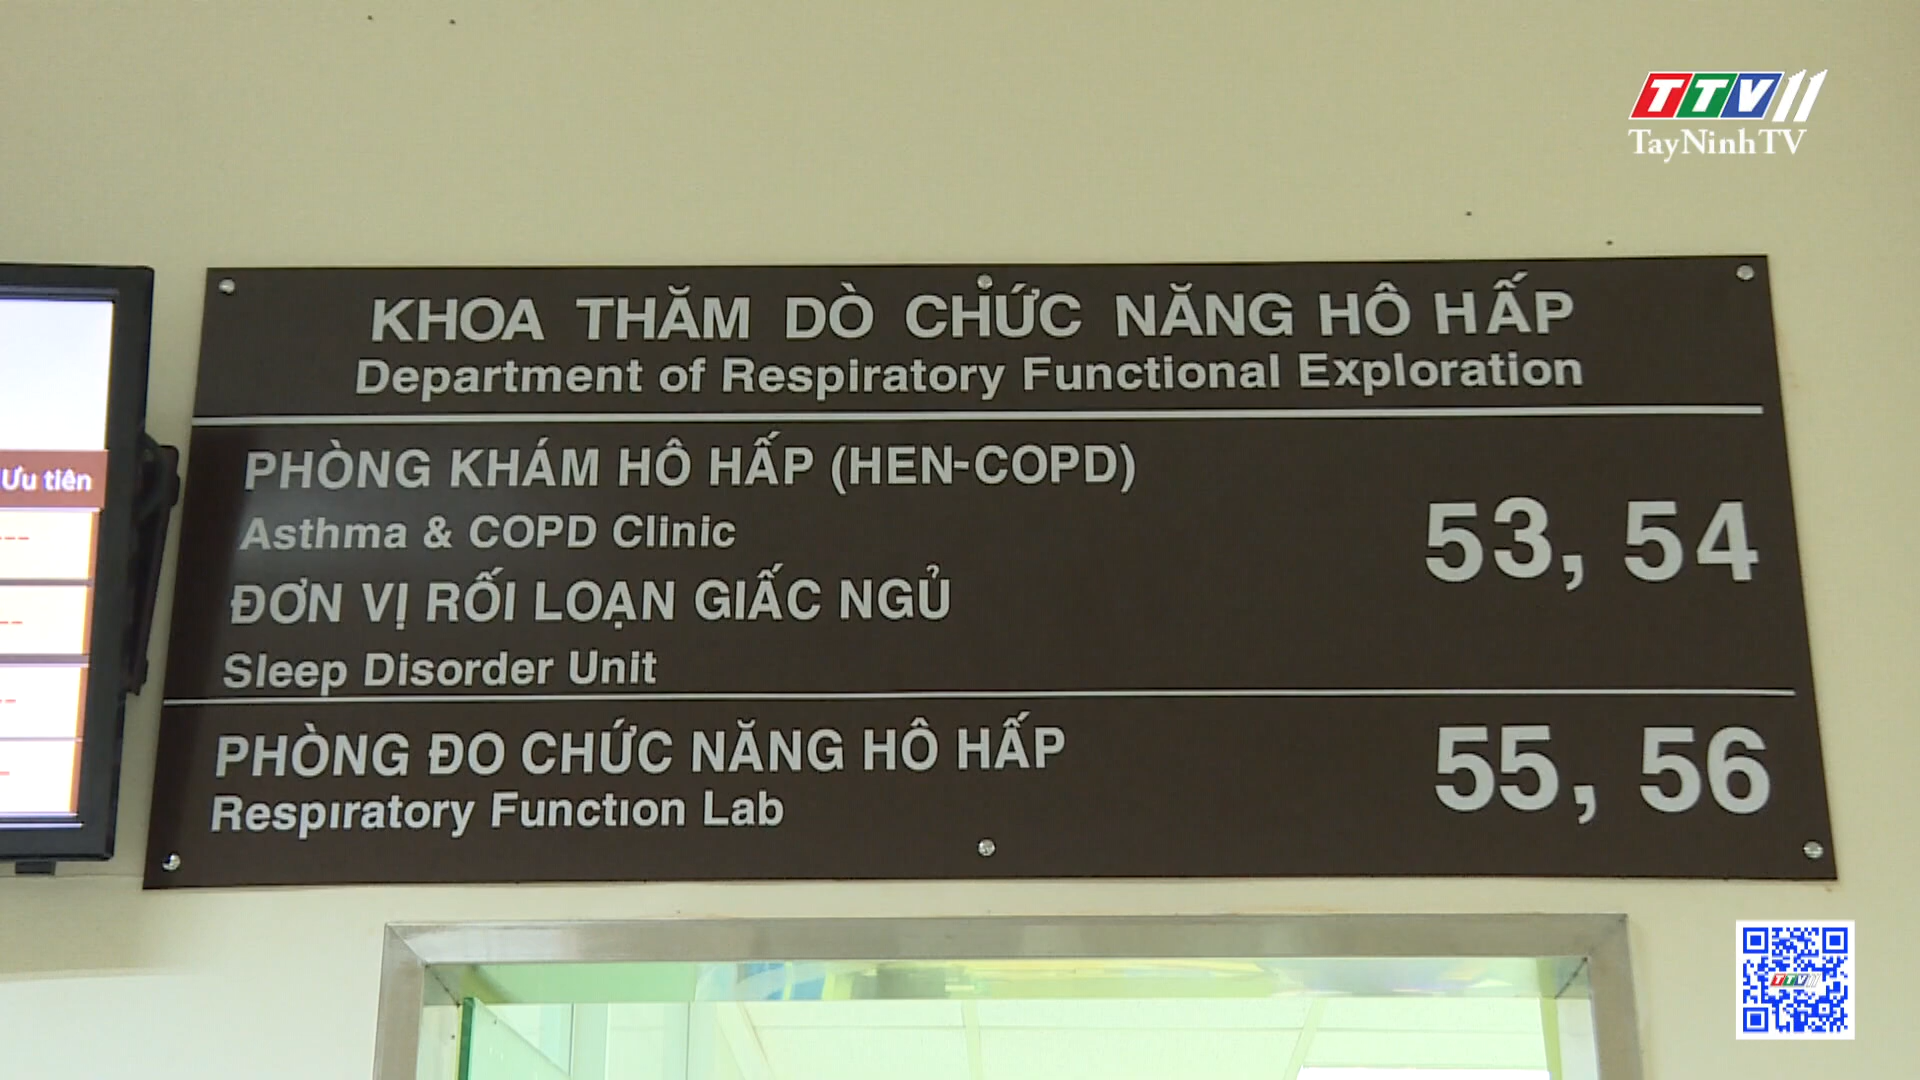 TTV11
TayNinhTV
KHOA THĂM DÒ CHỨC NĂNG HÔ HẤP
Department of Respiratory Functional Exploration
PHÒNG KHÁM HÔ HẤP (HEN-COPD)
Asthma & COPD Clinic
53, 54
ĐƠN VỊ RỐI LOẠN GIẤC NGỦ
Sleep Disorder Unit
PHÒNG ĐO CHỨC NĂNG HÔ HẤP
Respiratory Function Lab
55, 56
Ưu tiên
---
--
--
-
TTV11